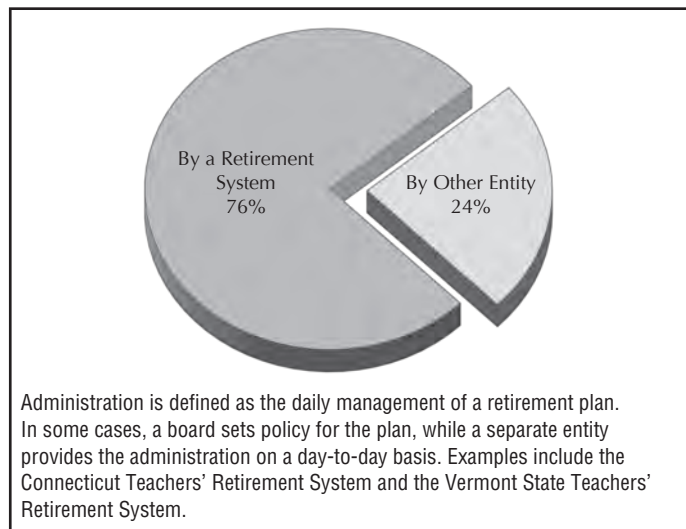 By a Retirement
System
76%
By Other Entity
24%
Administration is defined as the daily management of a retirement plan.
In some cases, a board sets policy for the plan, while a separate entity
provides the administration on a day-to-day basis. Examples include the
Connecticut Teachers’ Retirement System and the Vermont State Teachers’
Retirement System.